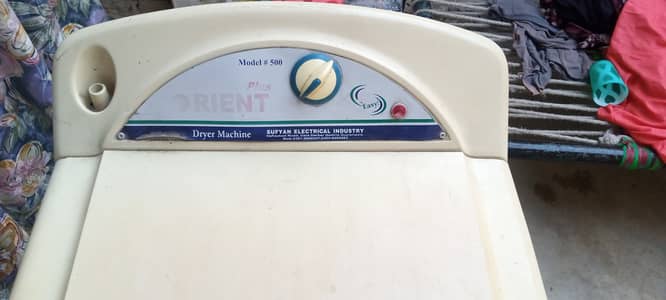 Model # 500
Plus
ORIENT
Easy
Dryer Machine
SUFYAN ELECTRICAL INDUSTRY